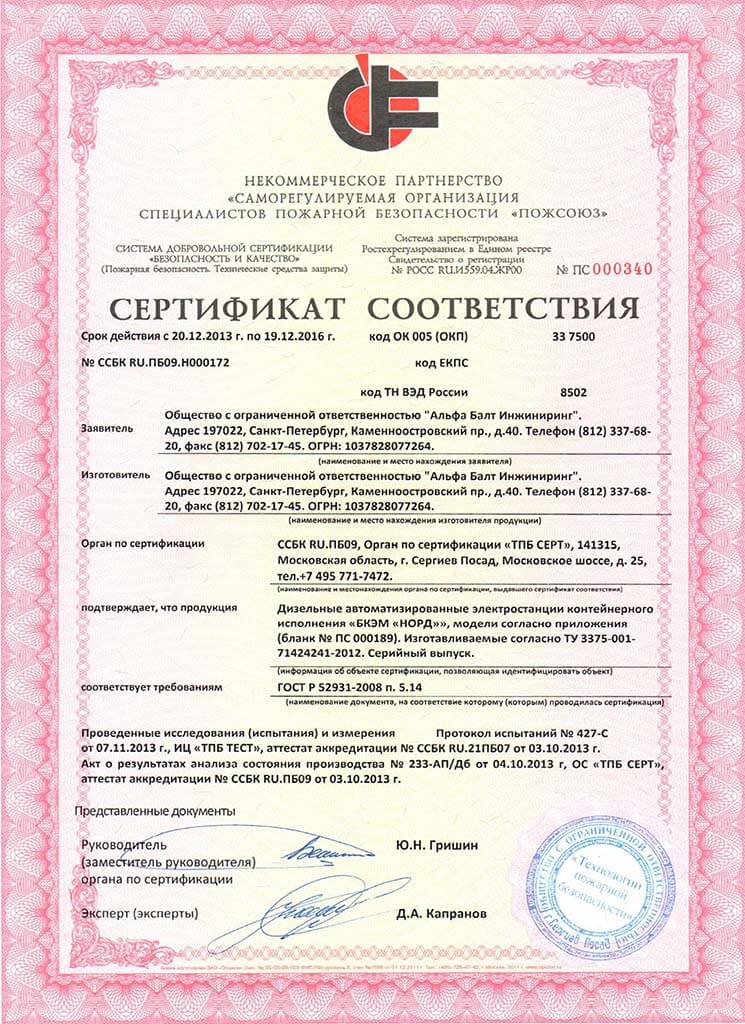 НЕКОММЕРЧЕСКОЕ ПАРТНЕРСТВО
«САМОРЕГУЛИРУЕМАЯ ОРГАНИЗАЦИЯ
СПЕЦИАЛИСТОВ ПОЖАРНОЙ БЕЗОПАСНОСТИ «ПОЖСОЮЗ»
СИСТЕМА ДОБРОВОЛЬНОЙ СЕРТИФИКАЦИИ
«БЕЗОПАСНОСТЬ И КАЧЕСТВО»
(Пожарная безопасность. Технические средства защиты)
Система зарегистрирована
Ростехрегулированием в Едином реестре
Свидетельство о регистрации
№ РОСС RU.И559.04.ЖР00
№ ПС 000340
СЕРТИФИКАТ СООТВЕТСТВИЯ
Срок действия с 20.12.2013 г. по 19.12.2016 г. код ОК 005 (ОКП) 33 7500
№ ССБК RU.ПБ09.Н000172 код ЕКПС
код ТН ВЭД России 8502
Заявитель
Общество с ограниченной ответственностью "Альфа Балт Инжиниринг".
Адрес 197022, Санкт-Петербург, Каменноостровский пр., д.40. Телефон (812) 337-68-
20, факс (812) 702-17-45. ОГРН: 1037828077264.
(наименование и место нахождения заявителя)
Изготовитель
Общество с ограниченной ответственностью "Альфа Балт Инжиниринг".
Адрес 197022, Санкт-Петербург, Каменноостровский пр., д.40. Телефон (812) 337-68-
20, факс (812) 702-17-45. ОГРН: 1037828077264.
(наименование и место нахождения изготовителя продукции)
Орган по сертификации
ССБК RU.ПБ09, Орган по сертификации «ТПБ СЕРТ», 141315,
Московская область, г. Сергиев Посад, Московское шоссе, д. 25,
тел.+7 495 771-7472.
(наименование и местонахождения органа по сертификации, выдавшего сертификат соответствия)
подтверждает, что продукция
Дизельные автоматизированные электростанции контейнерного
исполнения «БКЭМ «НОРД»», модели согласно приложения
(бланк № ПС 000189). Изготавливаемые согласно ТУ 3375-001-
71424241-2012. Серийный выпуск.
(информация об объекте сертификации, позволяющая идентифицировать объект)
соответствует требованиям
ГОСТ Р 52931-2008 п. 5.14
(наименование документа, на соответствие которому (которым) проводилась сертификация)
Проведенные исследования (испытания) и измерения Протокол испытаний № 427-С
от 07.11.2013 г., ИЦ «ТПБ ТЕСТ», аттестат аккредитации № ССБК RU.21ПБ07 от 03.10.2013 г.
Акт о результатах анализа состояния производства № 233-АП/Дб от 04.10.2013 г, ОС «ТПБ СЕРТ»,
аттестат аккредитации № ССБК RU.ПБ09 от 03.10.2013 г.
Представленные документы
Руководитель
(заместитель руководителя)
органа по сертификации
Ю.Н. Гришин
Эксперт (эксперты)
Д.А. Капранов
ОБЩЕСТВО С ОГРАНИЧЕННОЙ ОТВЕТСТВЕННОСТЬЮ
"Технологии
пожарной
безопасности"
г.Сергиев Посад